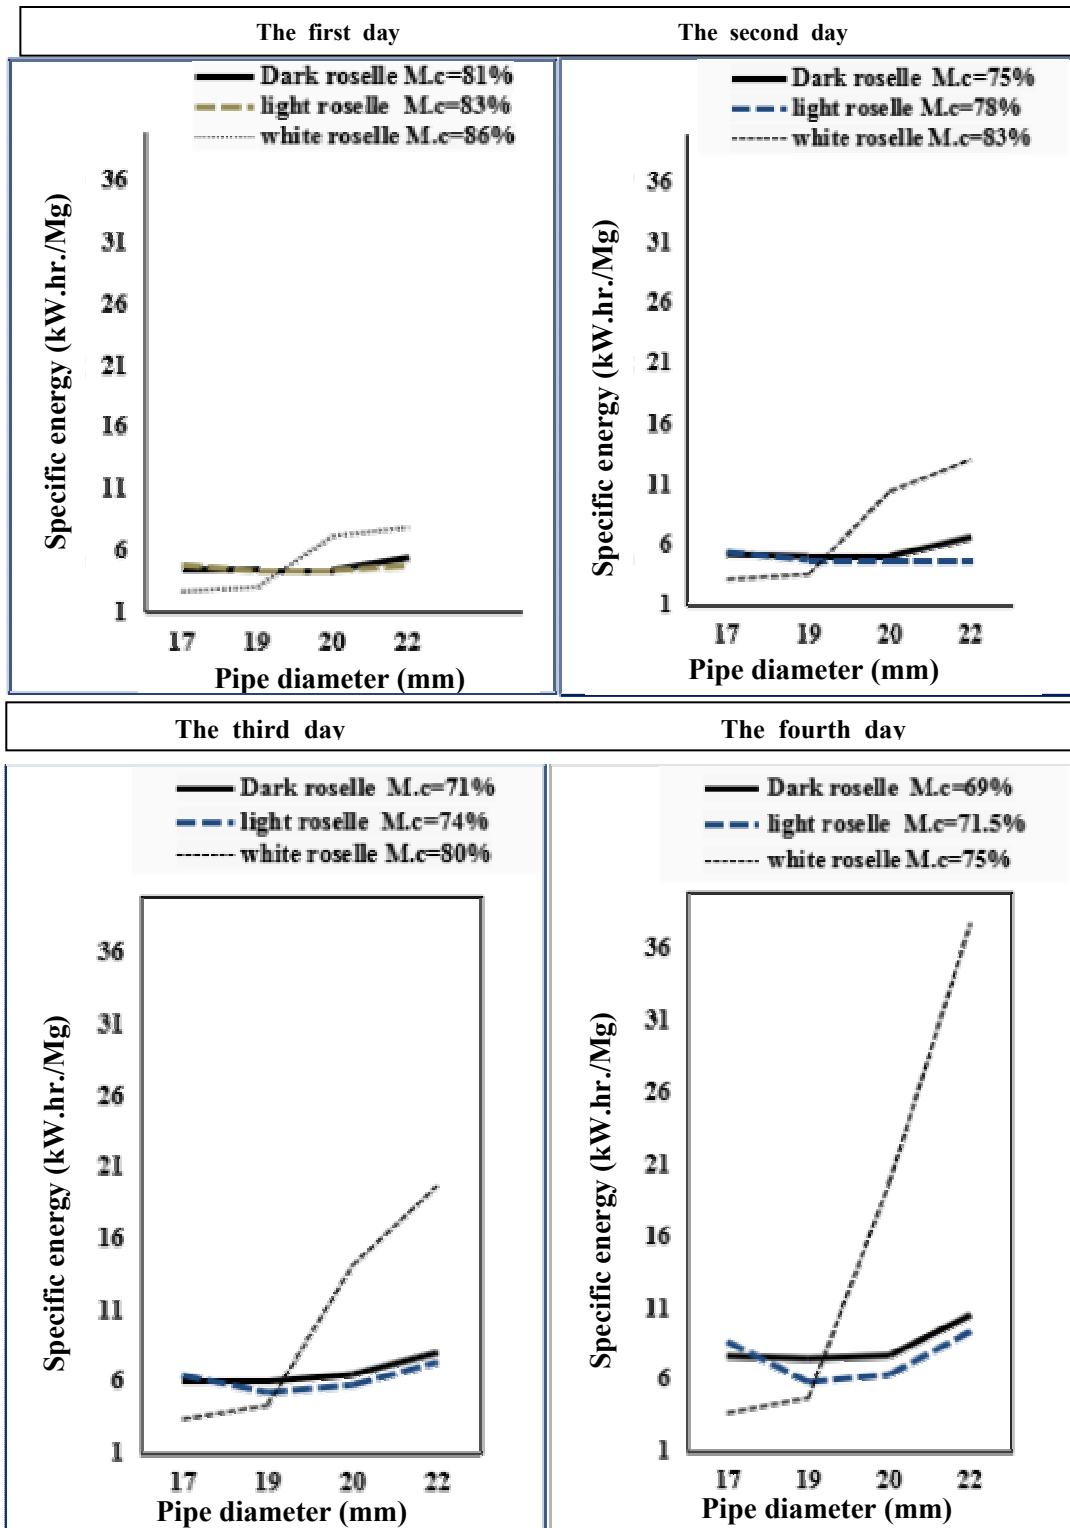 The first day
The second day
Dark roselle M.c=81%
light roselle M.c=83%
white roselle M.c=86%
36
31
26
21
16
11
6
1
17 19 20 22
Specific energy (kW.hr./Mg)
Pipe diameter (mm)
Dark roselle M.c=75%
light roselle M.c=78%
white roselle M.c=83%
36
31
26
21
16
11
6
1
17 19 20 22
Specific energy (kW.hr./Mg)
Pipe diameter (mm)
The third day
The fourth day
Dark roselle M.c=71%
light roselle M.c=74%
white roselle M.c=80%
36
31
26
21
16
11
6
1
17 19 20 22
Specific energy (kW.hr./Mg)
Pipe diameter (mm)
Dark roselle M.c=69%
light roselle M.c=71.5%
white roselle M.c=75%
36
31
26
21
16
11
6
1
17 19 20 22
Specific energy (kW.hr./Mg)
Pipe diameter (mm)